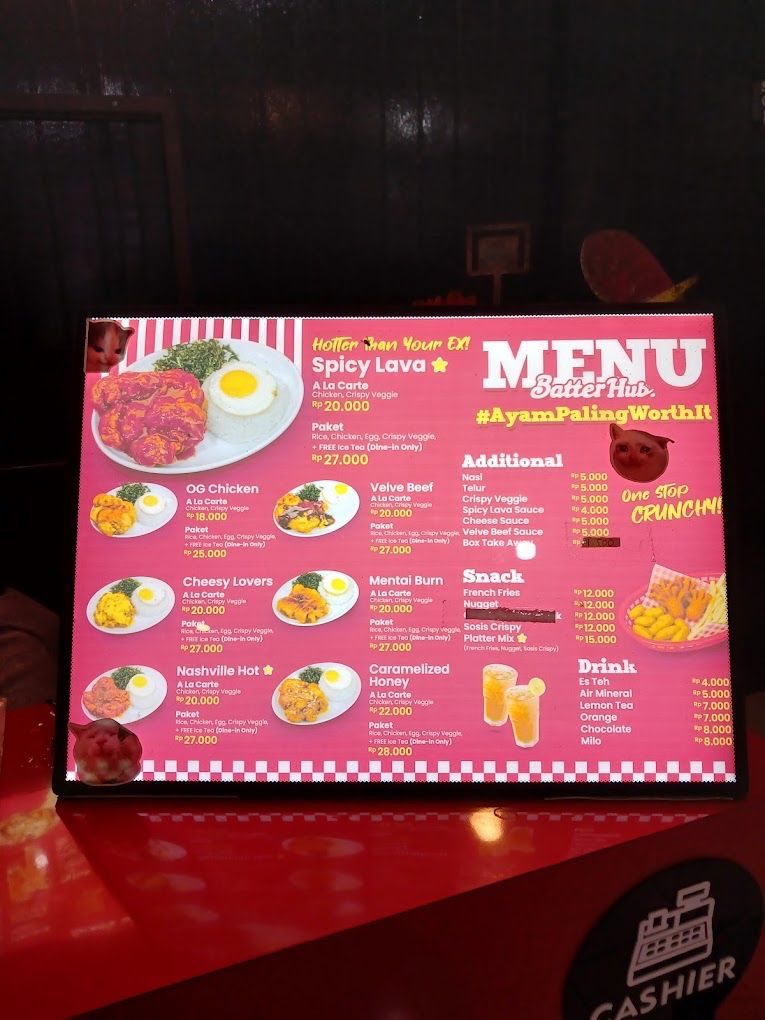 Hotter than Your EX!
Spicy Lava
A La Carte
Chicken, Crispy Veggie
Rp 20.000
Paket
Rice, Chicken, Egg, Crispy Veggie,
+ FREE Ice Tea (Dine-in Only)
Rp 27.000
MENU
Batter Hub.
#AyamPalingWorthIt
OG Chicken
A La Carte
Chicken, Crispy Veggie
Rp 18.000
Paket
Rice, Chicken, Egg, Crispy Veggie,
+ FREE Ice Tea (Dine-in Only)
Rp 25.000
Velve Beef
A La Carte
Chicken, Crispy Veggie
Rp 20.000
Paket
Rice, Chicken, Egg, Crispy Veggie,
+ FREE Ice Tea (Dine-in Only)
Rp 27.000
Cheesy Lovers
A La Carte
Chicken, Crispy Veggie
Rp 20.000
Paket
Rice, Chicken, Egg, Crispy Veggie,
+ FREE Ice Tea (Dine-in Only)
Rp 27.000
Mentai Burn
A La Carte
Chicken, Crispy Veggie
Rp 20.000
Paket
Rice, Chicken, Egg, Crispy Veggie,
+ FREE Ice Tea (Dine-in Only)
Rp 27.000
Nashville Hot
A La Carte
Chicken, Crispy Veggie
Rp 20.000
Paket
Rice, Chicken, Egg, Crispy Veggie,
+ FREE Ice Tea (Dine-in Only)
Rp 27.000
Caramelized
Honey
A La Carte
Chicken, Crispy Veggie
Rp 22.000
Paket
Rice, Chicken, Egg, Crispy Veggie,
+ FREE Ice Tea (Dine-in Only)
Rp 28.000
Additional
Nasi Rp 5.000
Telur Rp 5.000
Crispy Veggie Rp 5.000
Spicy Lava Sauce Rp 4.000
Cheese Sauce Rp 5.000
Velve Beef Sauce Rp 5.000
Box Take Away Rp
One Stop
CRUNCHY!
Snack
French Fries Rp 12.000
Nugget Rp 12.000
Rp 12.000
Sosis Crispy Rp 12.000
Platter Mix Rp 15.000
(French Fries, Nugget, Sosis Crispy)
Drink
Es Teh Rp 4.000
Air Mineral Rp 5.000
Lemon Tea Rp 7.000
Orange Rp 7.000
Chocolate Rp 8.000
Milo Rp 8.000
CASHIER